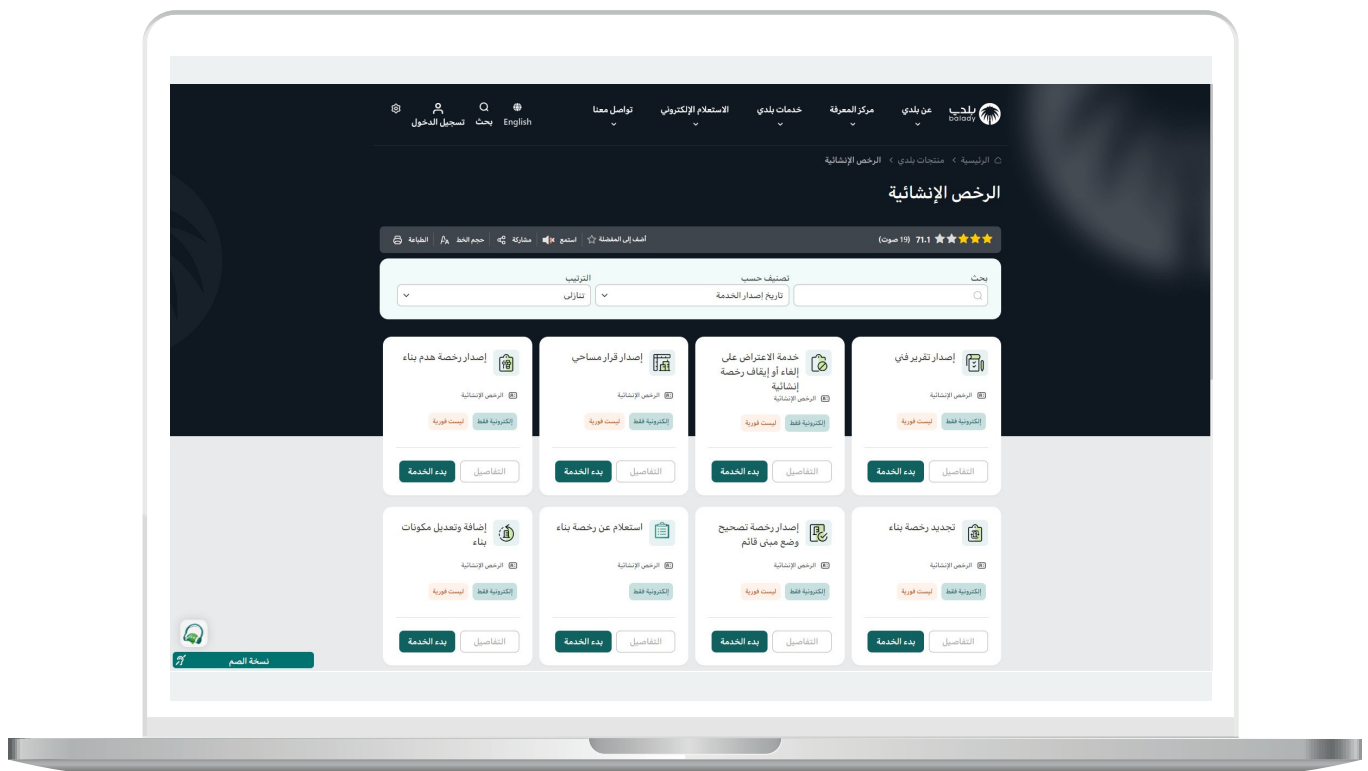 بلدي
balady
عن بلدي
مركز المعرفة
خدمات بلدي
الاستعلام الإلكتروني
تواصل معنا
English
بحث
تسجيل الدخول
الرئيسية > منتجات بلدي > الرخص الإنشائية
الرخص الإنشائية
71.1 (19 صوت)
أضف إلى المفضلة
استمع
مشاركة
حجم الخط
الطباعة
بحث
تصنيف حسب
الترتيب
تاريخ إصدار الخدمة
تنازلي
إصدار تقرير فني
الرخص الإنشائية
إلكترونية فقط
ليست فورية
التفاصيل
بدء الخدمة
خدمة الاعتراض على
إلغاء أو إيقاف رخصة
إنشائية
الرخص الإنشائية
إلكترونية فقط
ليست فورية
التفاصيل
بدء الخدمة
إصدار قرار مساحي
الرخص الإنشائية
إلكترونية فقط
ليست فورية
التفاصيل
بدء الخدمة
إصدار رخصة هدم بناء
الرخص الإنشائية
إلكترونية فقط
ليست فورية
التفاصيل
بدء الخدمة
تجديد رخصة بناء
الرخص الإنشائية
إلكترونية فقط
ليست فورية
التفاصيل
بدء الخدمة
إصدار رخصة تصحيح
وضع مبنى قائم
الرخص الإنشائية
إلكترونية فقط
ليست فورية
التفاصيل
بدء الخدمة
استعلام عن رخصة بناء
الرخص الإنشائية
إلكترونية فقط
التفاصيل
بدء الخدمة
إضافة وتعديل مكونات
بناء
الرخص الإنشائية
إلكترونية فقط
ليست فورية
التفاصيل
بدء الخدمة
نسخة الصم